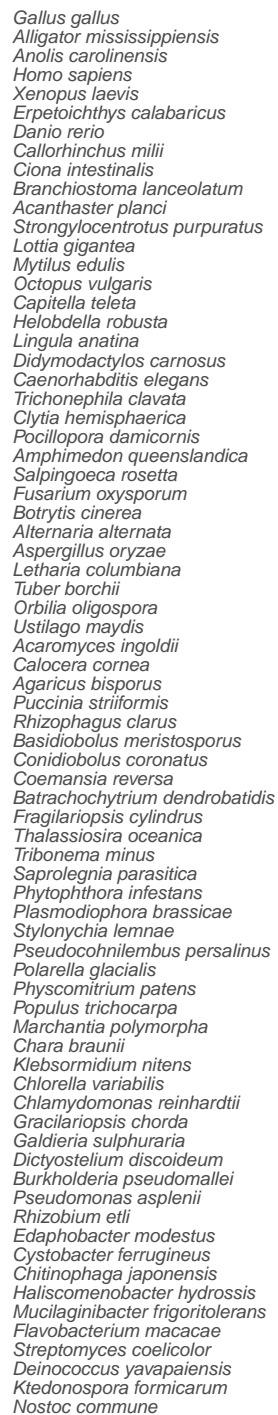 Gallus gallus
Alligator mississippiensis
Anolis carolinensis
Homo sapiens
Xenopus laevis
Erpetoichthys calabaricus
Danio rerio
Callorhinchus milii
Ciona intestinalis
Branchiostoma lanceolatum
Acanthaster planci
Strongylocentrotus purpuratus
Lottia gigantea
Mytilus edulis
Octopus vulgaris
Capitella teleta
Helobdella robusta
Lingula anatina
Didymodactylos carnosus
Caenorhabditis elegans
Trichonephila clavata
Clytia hemisphaerica
Pocillopora damicornis
Amphimedon queenslandica
Salpingoeca rosetta
Fusarium oxysporum
Botrytis cinerea
Alternaria alternata
Aspergillus oryzae
Letharia columbiana
Tuber borchii
Orbilia oligospora
Ustilago maydis
Acaromyces ingoldii
Calocera cornea
Agaricus bisporus
Puccinia striiformis
Rhizophagus clarus
Basidiobolus meristosporus
Conidiobolus coronatus
Coemansia reversa
Batrachochytrium dendrobatidis
Fragilariopsis cylindrus
Thalassiosira oceanica
Tribonema minus
Saprolegnia parasitica
Phytophthora infestans
Plasmodiophora brassicae
Stylonychia lemnae
Pseudocohnilembus persalinus
Polarella glacialis
Physcomitrium patens
Populus trichocarpa
Marchantia polymorpha
Chara braunii
Klebsormidium nitens
Chlorella variabilis
Chlamydomonas reinhardtii
Gracilariopsis chorda
Galdieria sulphuraria
Dictyostelium discoideum
Burkholderia pseudomallei
Pseudomonas asplenii
Rhizobium etli
Edaphobacter modestus
Cystobacter ferrugineus
Chitinophaga japonensis
Haliscomenobacter hydrossis
Mucilaginibacter frigoritolerans
Flavobacterium macacae
Streptomyces coelicolor
Deinococcus yavapaiensis
Ktedonospora formicarum
Nostoc commune